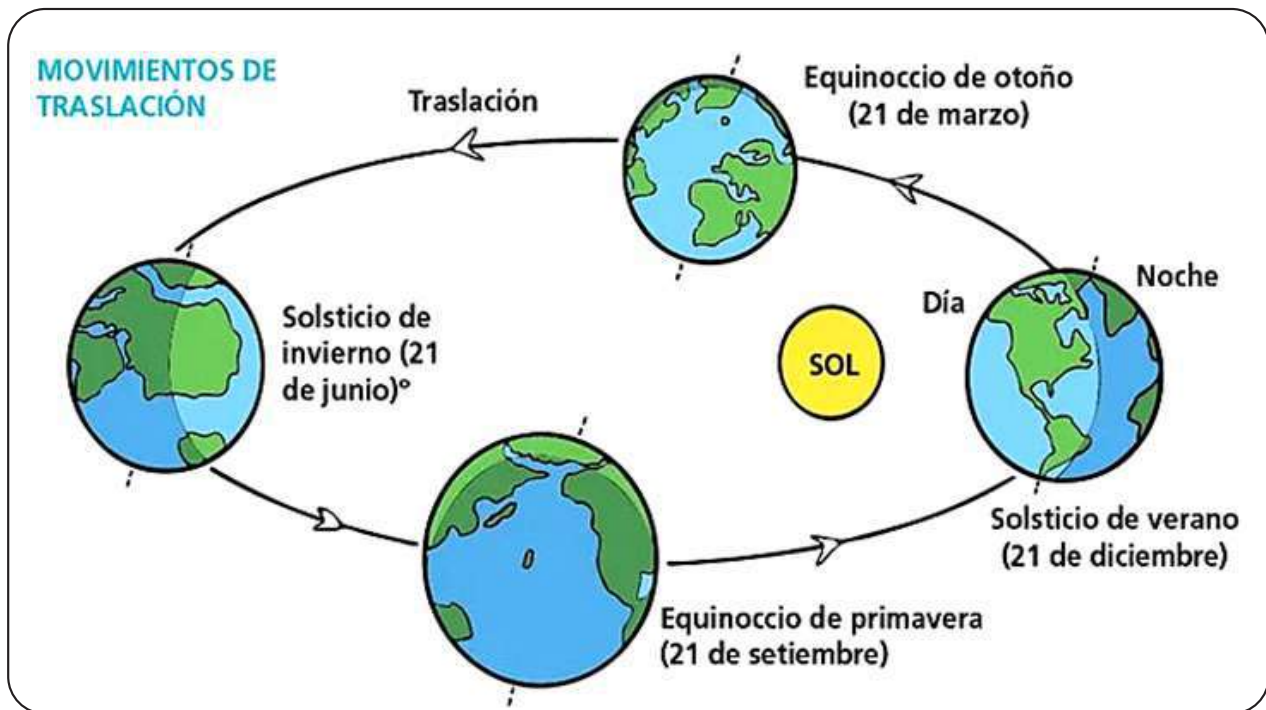 MOVIMIENTOS DE
TRASLACIÓN
Traslación
Equinoccio de otoño
(21 de marzo)
Día
Noche
Solsticio de
invierno (21
de junio)°
SOL
Solsticio de verano
(21 de diciembre)
Equinoccio de primavera
(21 de setiembre)